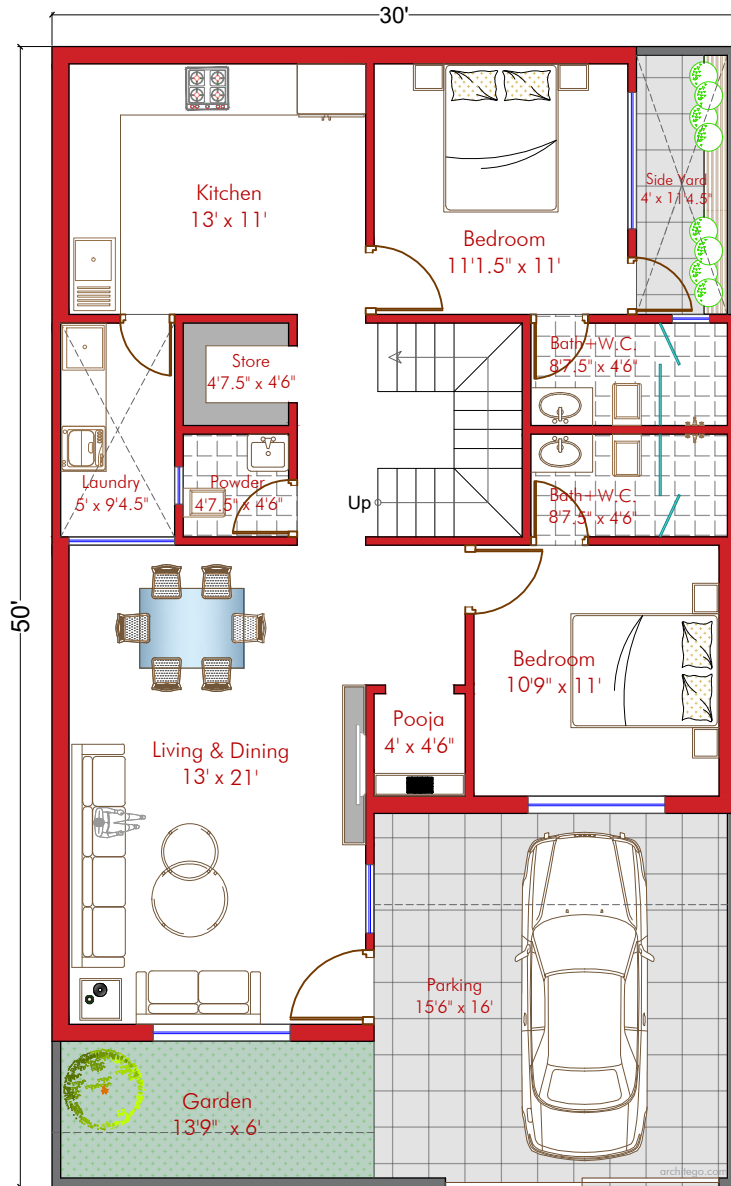 30'
50'
Kitchen
13' x 11'
Bedroom
11'1.5" x 11'
Side Yard
4' x 11'4.5"
Store
4'7.5" x 4'6"
Bath+W.C.
8'7.5" x 4'6"
Laundry
5' x 9'4.5"
Powder
4'7.5" x 4'6"
Up
Bath+W.C.
8'7.5" x 4'6"
Bedroom
10'9" x 11'
Pooja
4' x 4'6"
Living & Dining
13' x 21'
Parking
15'6" x 16'
Garden
13'9" x 6'
architego.com